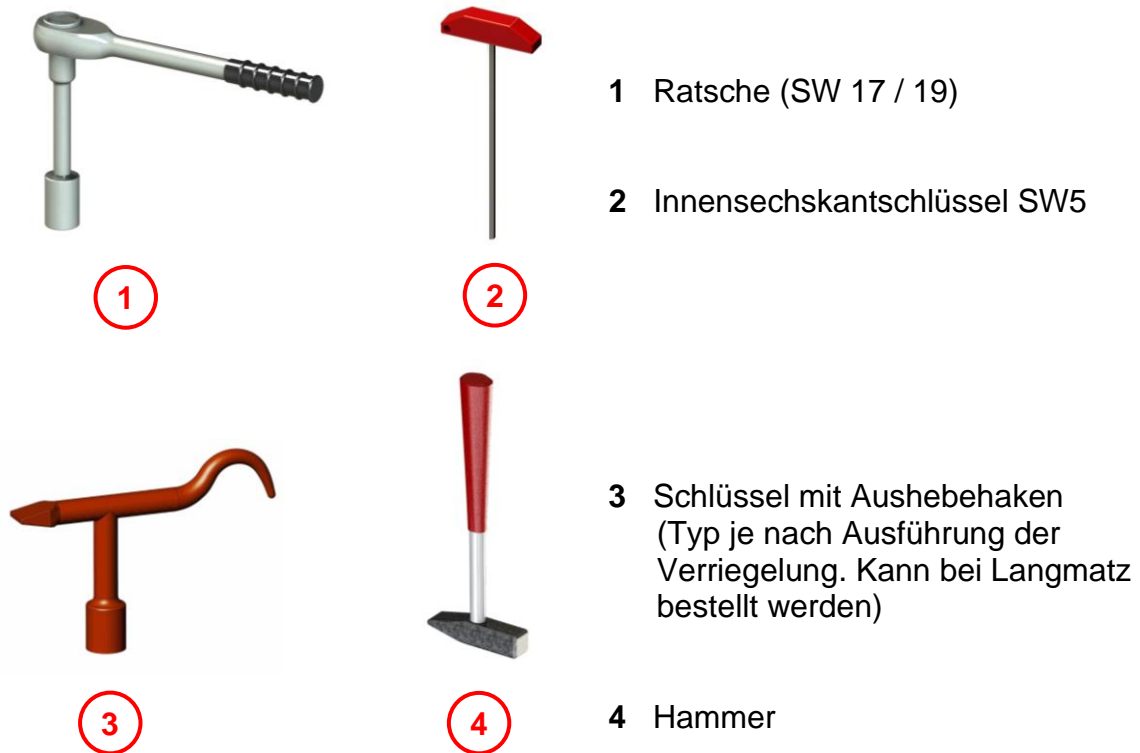 1 Ratsche (SW 17 / 19)
2 Innensechskantschlüssel SW5
1
2
3 Schlüssel mit Aushebehaken
(Typ je nach Ausführung der
Verriegelung. Kann bei Langmatz
bestellt werden)
3
4
4 Hammer